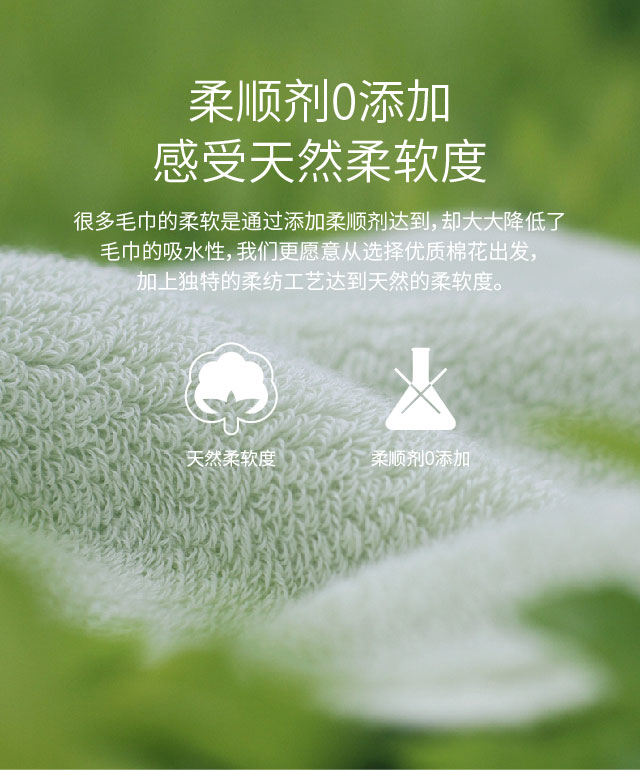 柔顺剂0添加
感受天然柔软度
很多毛巾的柔软是通过添加柔顺剂达到，却大大降低了
毛巾的吸水性，我们更愿意从选择优质棉花出发，
加上独特的柔纺工艺达到天然的柔软度。
天然柔软度
柔顺剂0添加